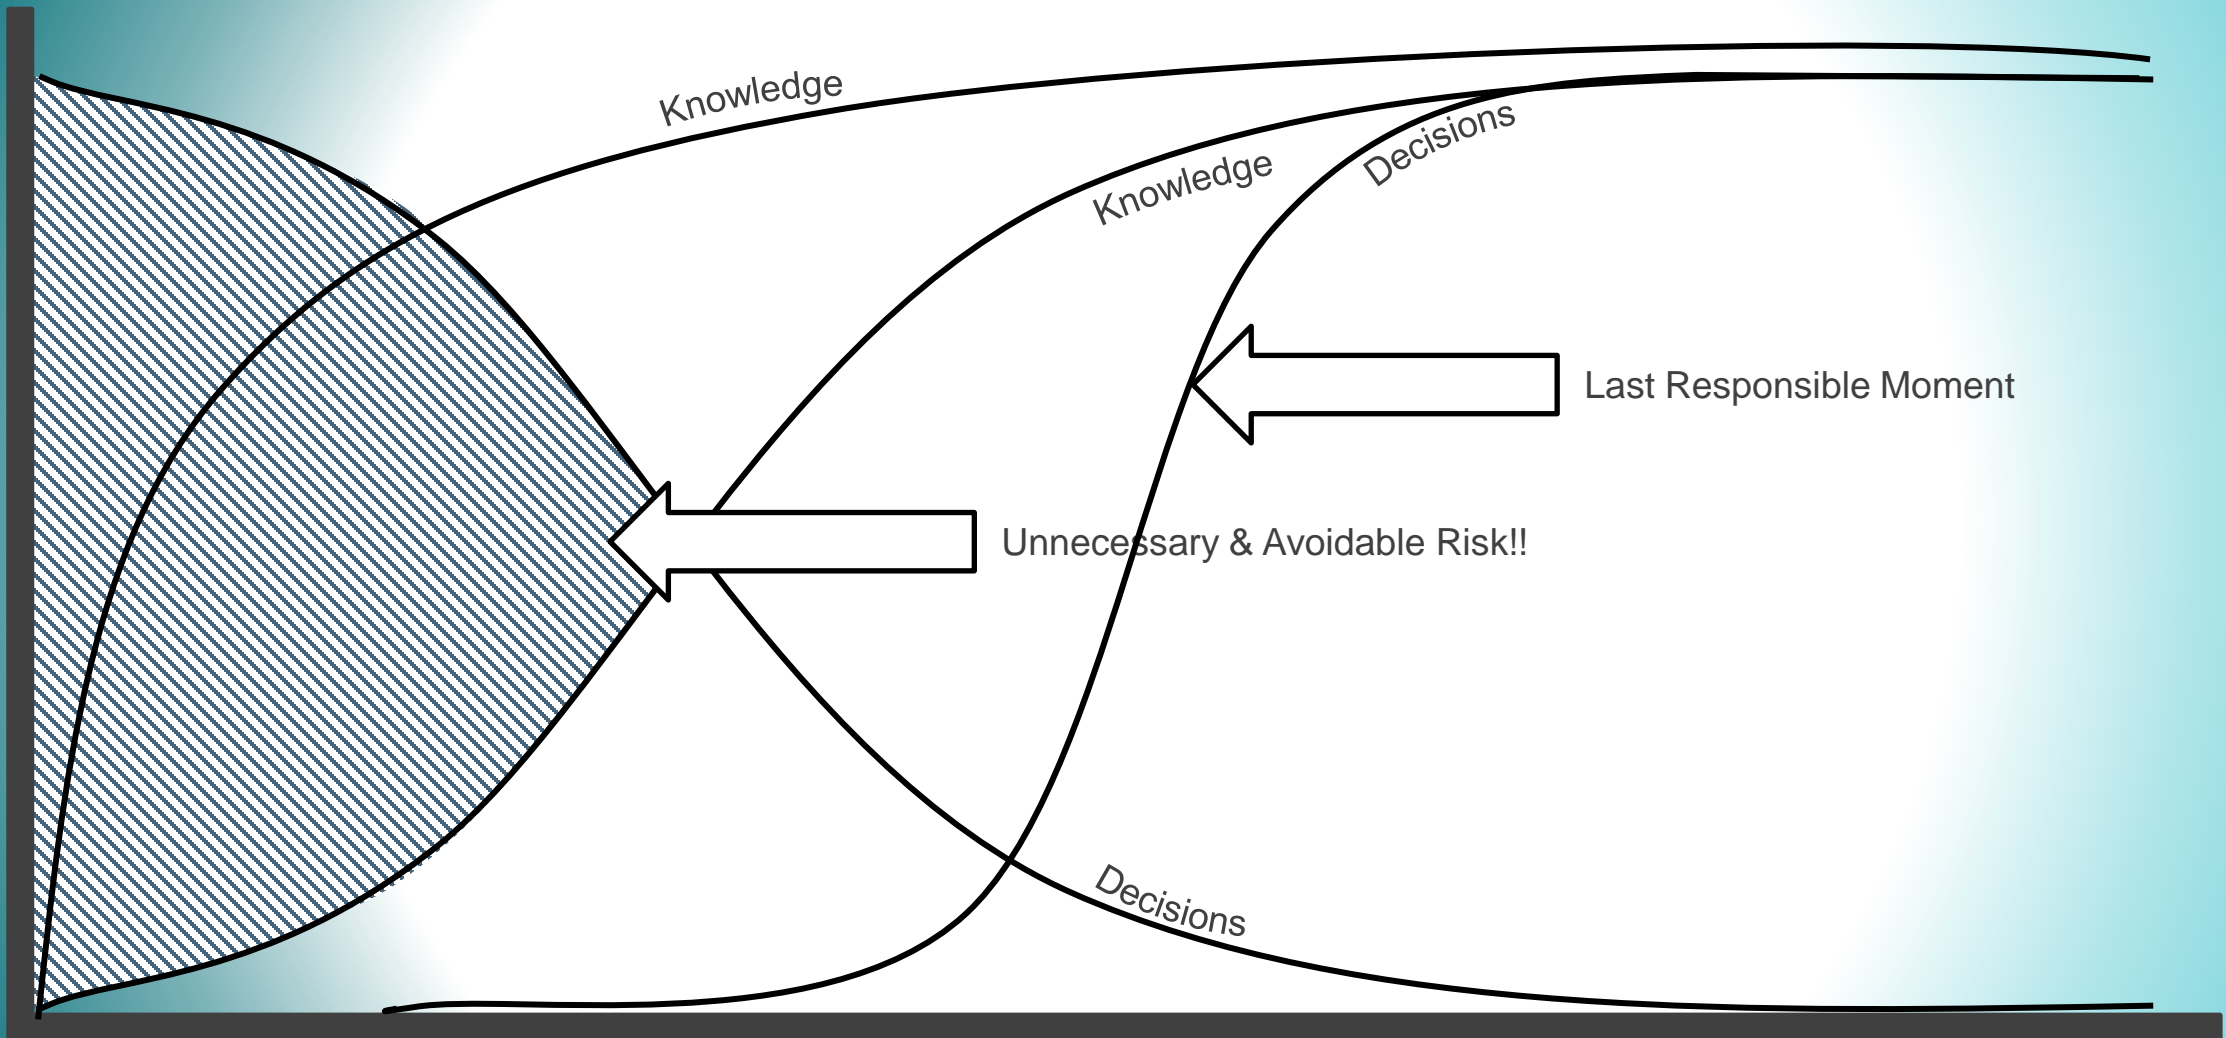 Knowledge
Decisions
Knowledge
Last Responsible Moment
Unnecessary & Avoidable Risk!!
Decisions